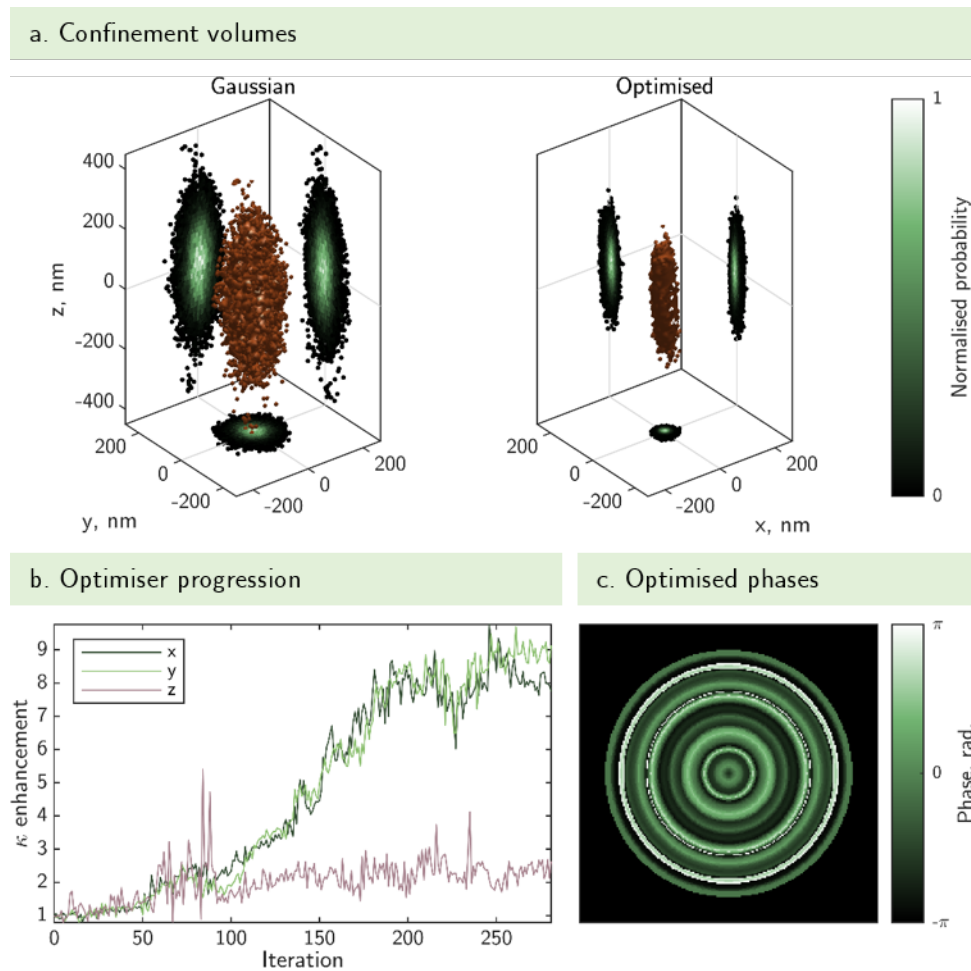 a. Confinement volumes
Gaussian
Optimised
400
200
0
-200
-400
z, nm
200
0
-200
y, nm
-200
0
200
200
0
-200
-200
0
200
x, nm
1
0
Normalised probability
b. Optimiser progression
c. Optimised phases
x
y
z
9
8
7
6
5
4
3
2
1
κ enhancement
0
50
100
150
200
250
Iteration
π
0
-π
Phase, rad.